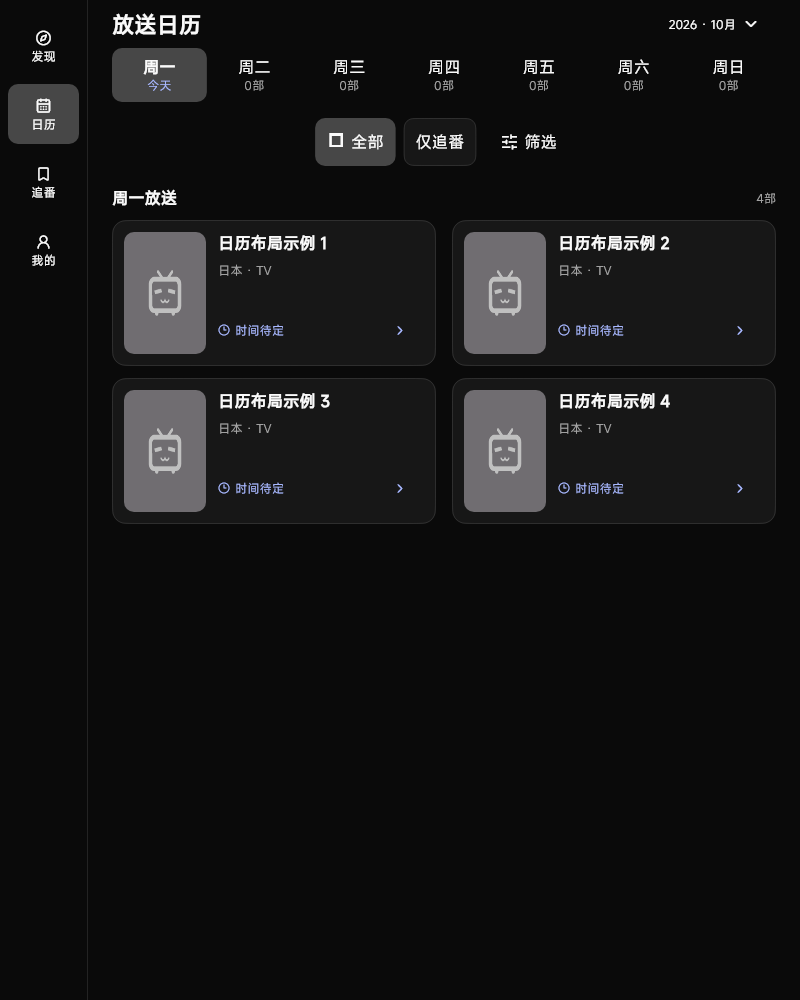 发现
日历
追番
我的
放送日历
2026 · 10月
周一
今天
周二
0部
周三
0部
周四
0部
周五
0部
周六
0部
周日
0部
全部
仅追番
筛选
周一放送
4部
日历布局示例 1
日本 · TV
时间待定
日历布局示例 2
日本 · TV
时间待定
日历布局示例 3
日本 · TV
时间待定
日历布局示例 4
日本 · TV
时间待定